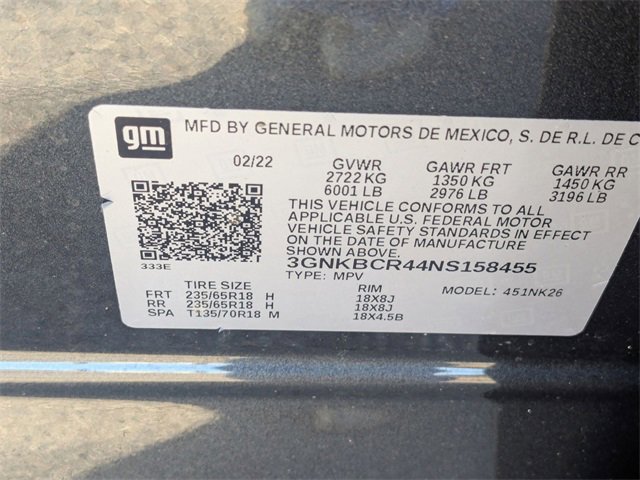 gm
MFD BY GENERAL MOTORS DE MEXICO, S. DE R.L. DE C
02/22 GVWR GAWR FRT GAWR RR
2722 KG 1350 KG 1450 KG
6001 LB 2976 LB 3196 LB
THIS VEHICLE CONFORMS TO ALL
APPLICABLE U.S. FEDERAL MOTOR
VEHICLE SAFETY STANDARDS IN EFFECT
ON THE DATE OF MANUFACTURE
SHOWN ABOVE.
333E
3GNKBCR44NS158455
TYPE: MPV MODEL: 451NK26
TIRE SIZE RIM
FRT 235/65R18 H 18X8J
RR 235/65R18 H 18X8J
SPA T135/70R18 M 18X4.5B